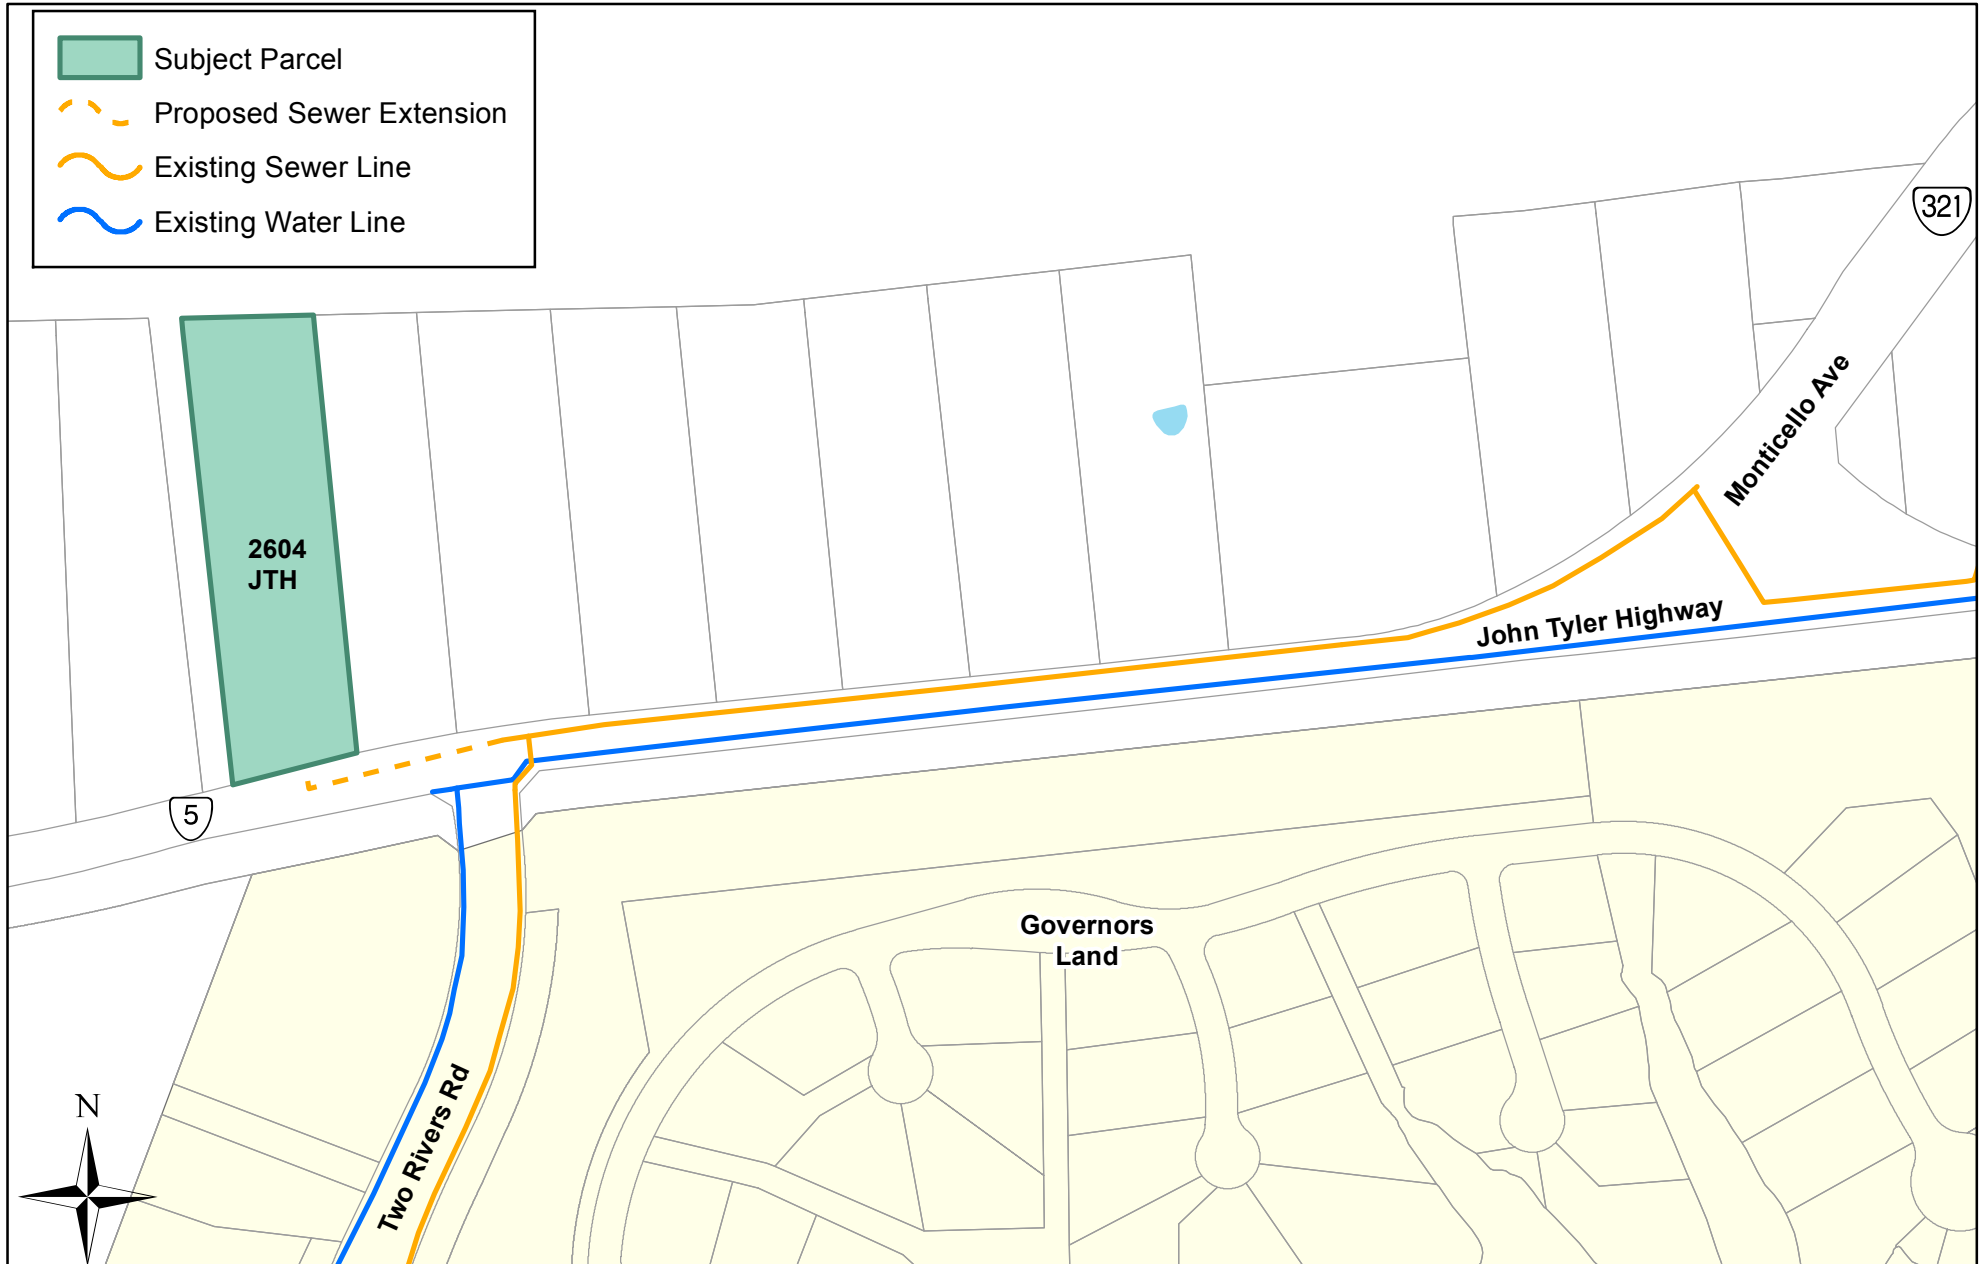 Subject Parcel
Proposed Sewer Extension
Existing Sewer Line
Existing Water Line
321
Monticello Ave
2604
JTH
John Tyler Highway
5
Governors
Land
Two Rivers Rd
N